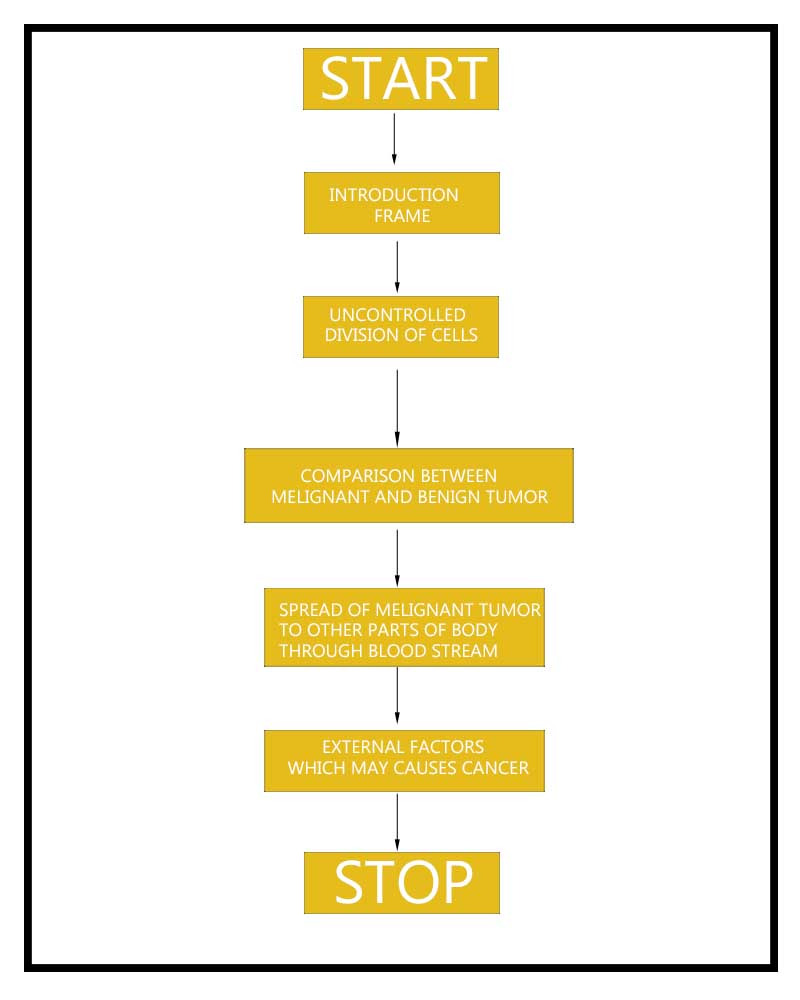 START
INTRODUCTION
FRAME
UNCONTROLLED
DIVISION OF CELLS
COMPARISON BETWEEN
MELIGNANT AND BENIGN TUMOR
SPREAD OF MELIGNANT TUMOR
TO OTHER PARTS OF BODY
THROUGH BLOOD STREAM
EXTERNAL FACTORS
WHICH MAY CAUSES CANCER
STOP